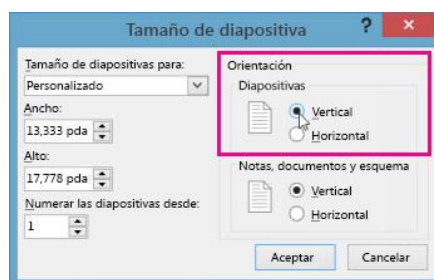 Tamaño de diapositiva
?
×
Tamaño de diapositivas para:
Personalizado
Ancho:
13,333 pda
Alto:
17,778 pda
Numerar las diapositivas desde:
1
Orientación
Diapositivas
Vertical
Horizontal
Notas, documentos y esquema
Vertical
Horizontal
Aceptar
Cancelar